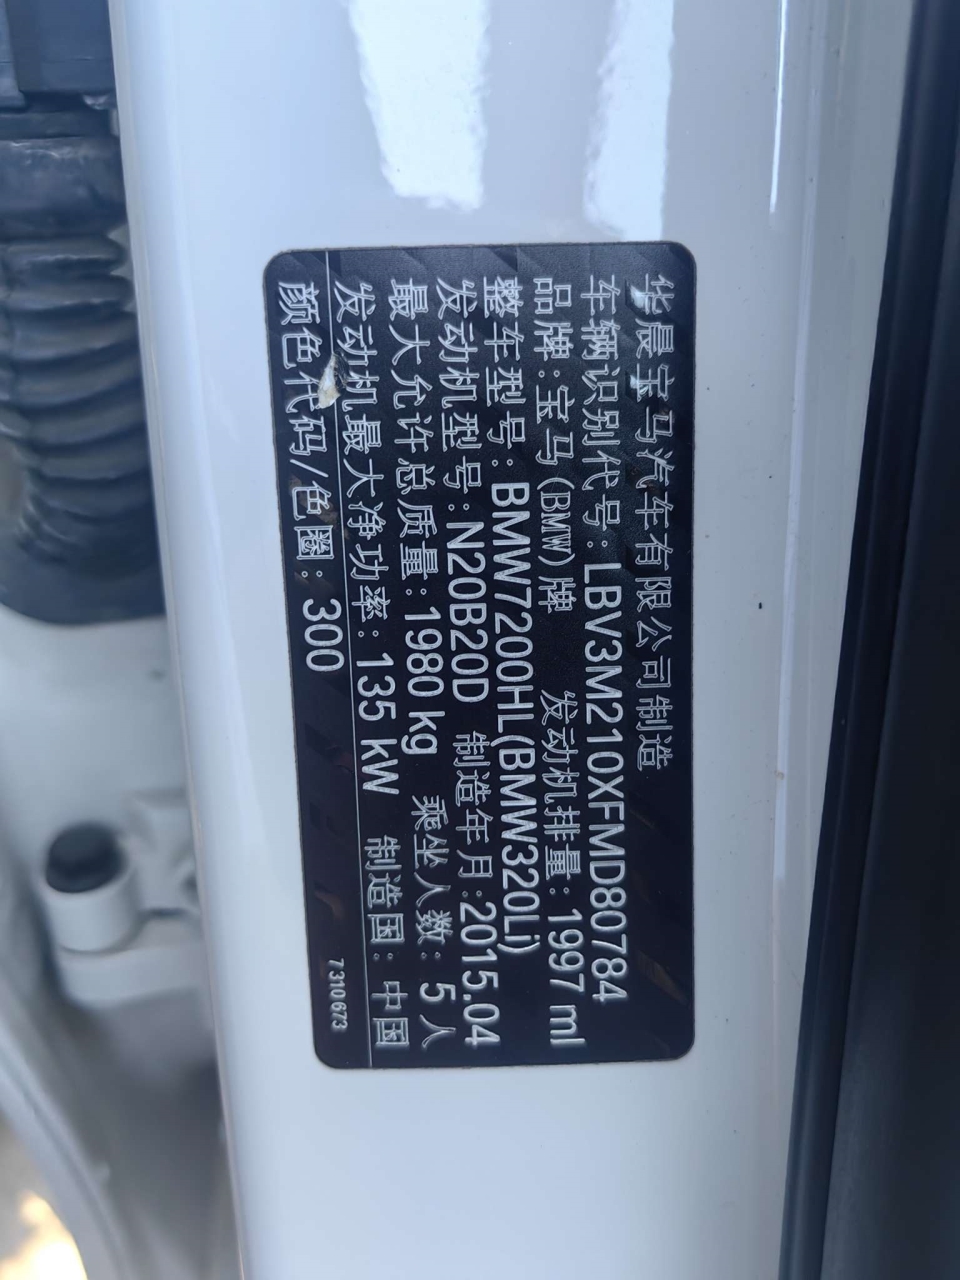 华晨宝马汽车有限公司制造
车辆识别代号:LBV3M210XFMD80784
品牌:宝马(BMW)牌 发动机排量:1997 ml
整车型号:BMW7200HL(BMW320Li)
发动机型号:N20B20D 制造年月:2015.04
最大允许总质量:1980 kg 乘坐人数:5人
发动机最大净功率:135 kW 制造国:中国
颜色代码/色圈:300
7310673